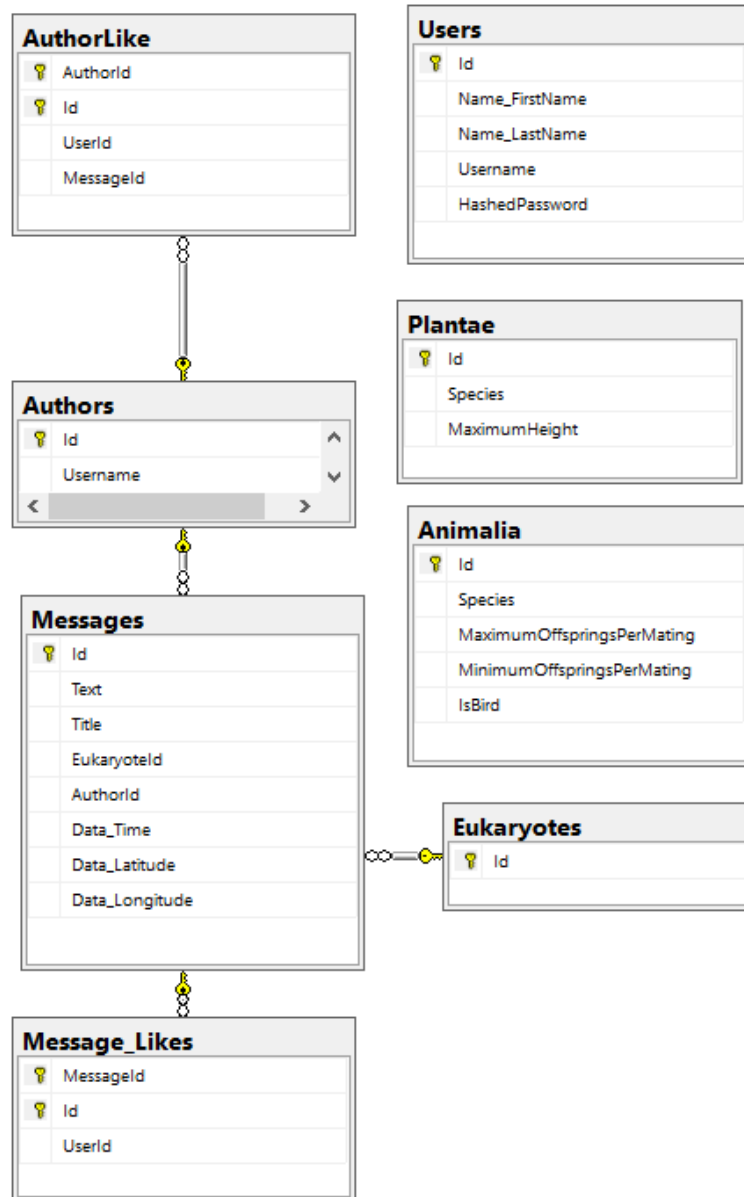 AuthorLike
AuthorId
Id
UserId
MessageId
Users
Id
Name_FirstName
Name_LastName
Username
HashedPassword
Plantae
Id
Species
MaximumHeight
Authors
Id
Username
Animalia
Id
Species
MaximumOffspringsPerMating
MinimumOffspringsPerMating
IsBird
Messages
Id
Text
Title
EukaryoteId
AuthorId
Data_Time
Data_Latitude
Data_Longitude
Eukaryotes
Id
Message_Likes
MessageId
Id
UserId